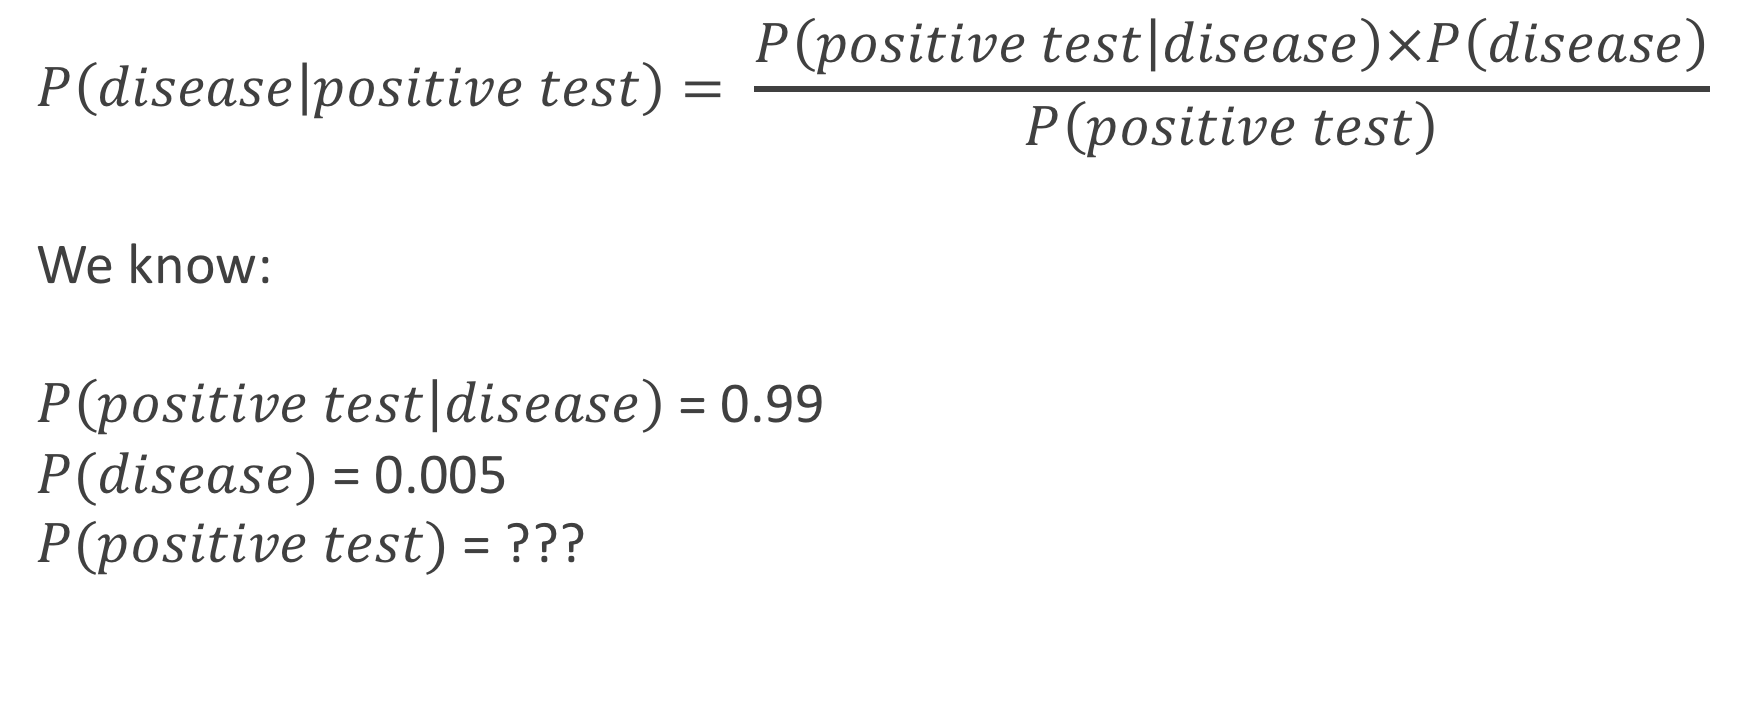 P(disease|positive test) = P(positive test|disease)×P(disease)
P(positive test)
We know:
P(positive test|disease) = 0.99
P(disease) = 0.005
P(positive test) = ???